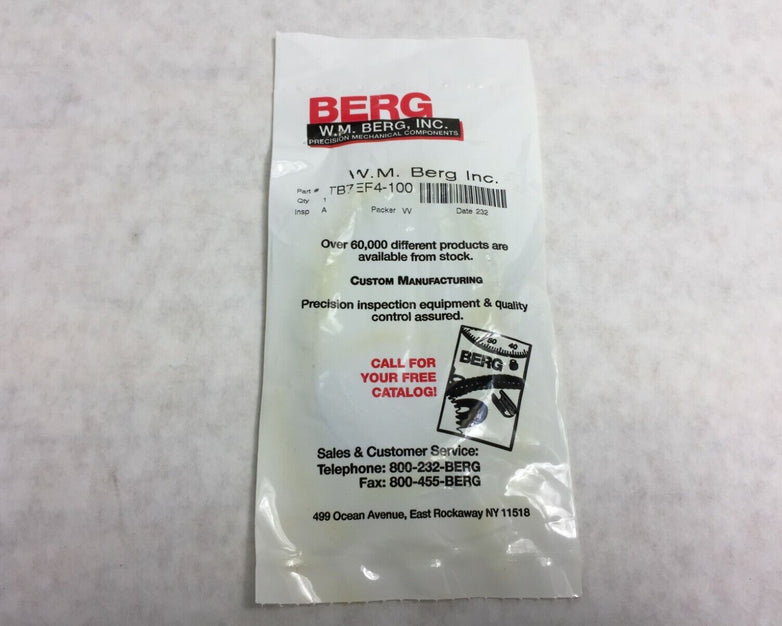 BERG
W.M. BERG, INC.
PRECISION MECHANICAL COMPONENTS
W.M. Berg Inc.
Part # TB7EF4-100
Qty 1
Insp A Packer VV Date 232
Over 60,000 different products are
available from stock.
CUSTOM MANUFACTURING
Precision inspection equipment & quality
control assured.
CALL FOR
YOUR FREE
CATALOG!
50 40
BERG
Sales & Customer Service:
Telephone: 800-232-BERG
Fax: 800-455-BERG
499 Ocean Avenue, East Rockaway NY 11518